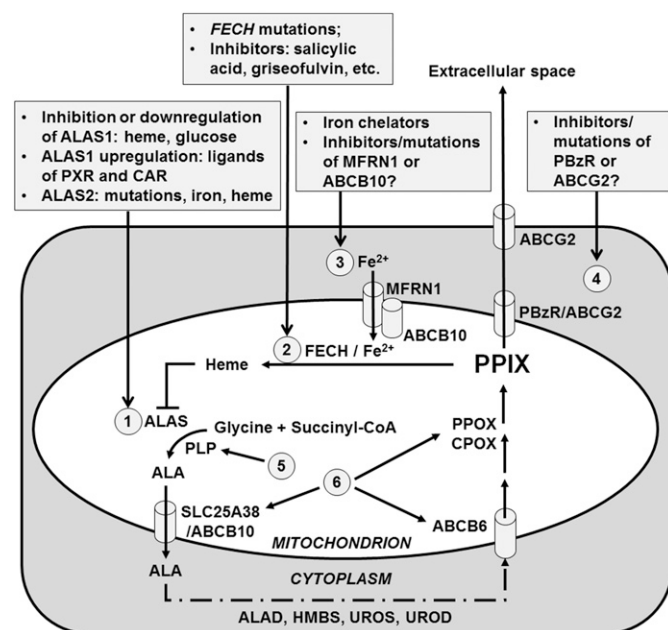 • FECH mutations;
• Inhibitors: salicylic
acid, griseofulvin, etc.
Extracellular space
• Inhibition or downregulation
of ALAS1: heme, glucose
• ALAS1 upregulation: ligands
of PXR and CAR
• ALAS2: mutations, iron, heme
• Iron chelators
• Inhibitors/mutations
of MFRN1 or
ABCB10?
• Inhibitors/
mutations of
PBzR or
ABCG2?
ABCG2
3 Fe²⁺
4
MFRN1
PBzR/ABCG2
ABCB10
2 FECH / Fe²⁺
Heme
PPIX
1 ALAS
Glycine + Succinyl-CoA
PPOX
CPOX
PLP
5
ALA
6
SLC25A38
/ABCB10
ABCB6
MITOCHONDRION
ALA
CYTOPLASM
ALAD, HMBS, UROS, UROD